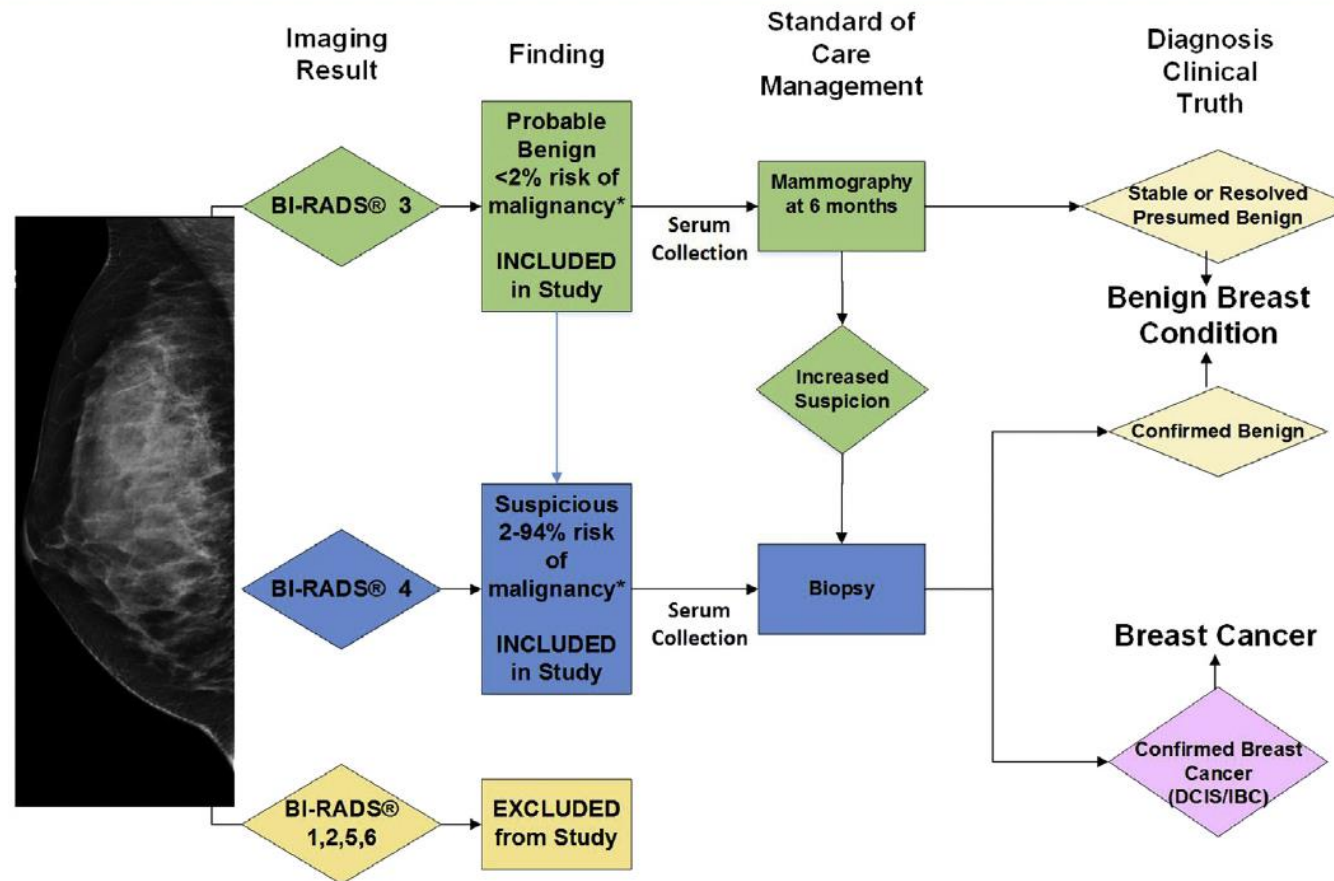 Imaging
Result
Finding
Standard of
Care
Management
Diagnosis
Clinical
Truth
BI-RADS® 3
Probable
Benign
<2% risk of
malignancy*
INCLUDED
in Study
Serum
Collection
Mammography
at 6 months
Stable or Resolved
Presumed Benign
Benign Breast
Condition
Increased
Suspicion
Confirmed Benign
BI-RADS® 4
Suspicious
2-94% risk
of
malignancy*
INCLUDED
in Study
Serum
Collection
Biopsy
Breast Cancer
Confirmed Breast
Cancer
(DCIS/IBC)
BI-RADS®
1,2,5,6
EXCLUDED
from Study